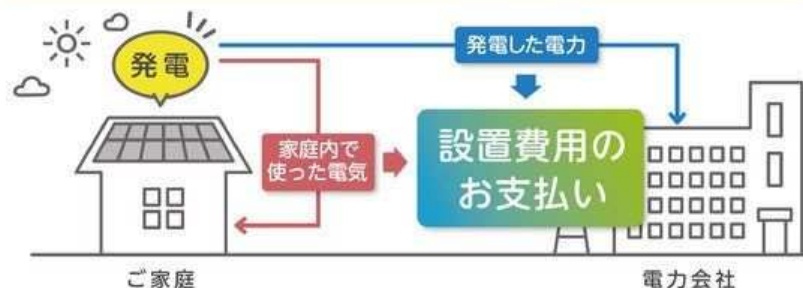 発電
発電した電力
家庭内で
使った電気
設置費用の
お支払い
ご家庭
電力会社